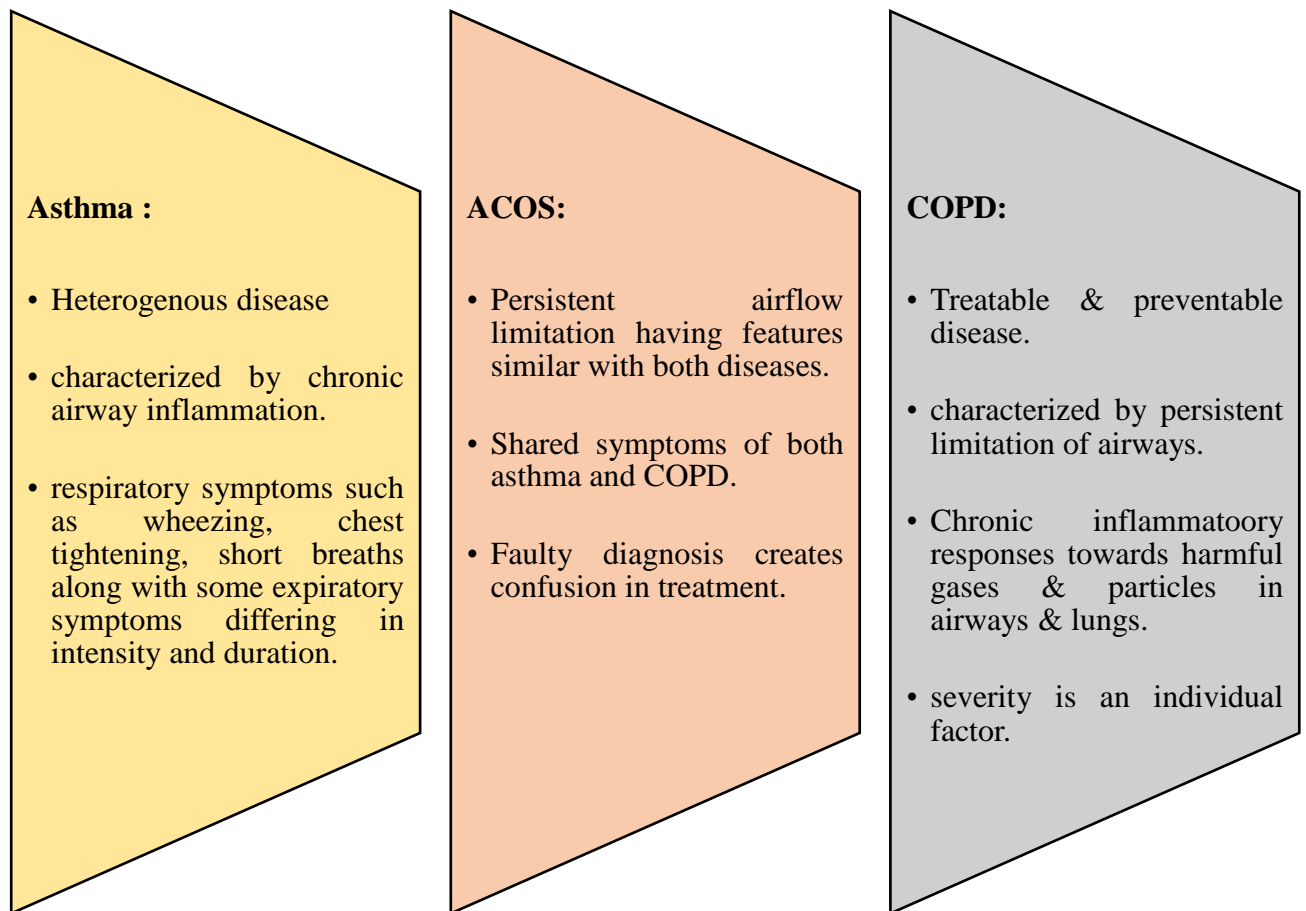 Asthma :
• Heterogenous disease
• characterized by chronic
airway inflammation.
• respiratory symptoms such
as wheezing, chest
tightening, short breaths
along with some expiratory
symptoms differing in
intensity and duration.
ACOS:
• Persistent airflow
limitation having features
similar with both diseases.
• Shared symptoms of both
asthma and COPD.
• Faulty diagnosis creates
confusion in treatment.
COPD:
• Treatable & preventable
disease.
• characterized by persistent
limitation of airways.
• Chronic inflammatoory
responses towards harmful
gases & particles in
airways & lungs.
• severity is an individual
factor.